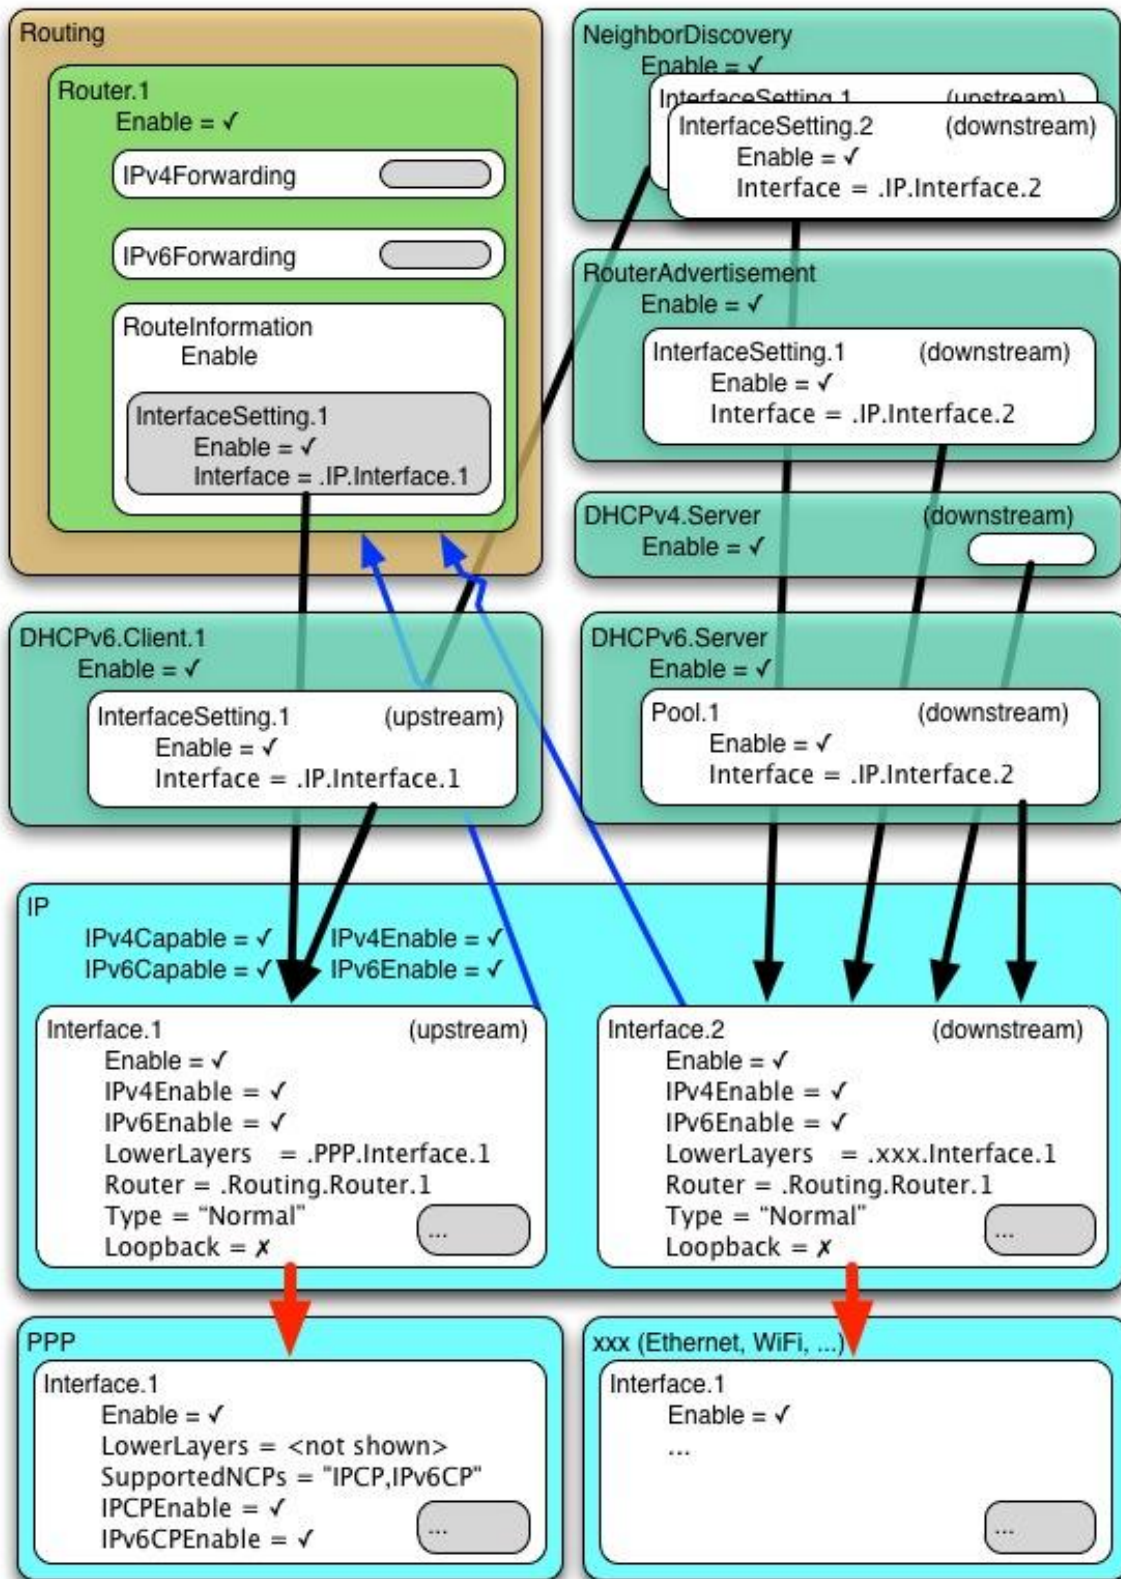 Routing
Router.1
Enable = ✓
IPv4Forwarding
IPv6Forwarding
RouteInformation
Enable
InterfaceSetting.1
Enable = ✓
Interface = .IP.Interface.1
NeighborDiscovery
Enable = ✓
InterfaceSetting.1 (upstream)
InterfaceSetting.2 (downstream)
Enable = ✓
Interface = .IP.Interface.2
RouterAdvertisement
Enable = ✓
InterfaceSetting.1 (downstream)
Enable = ✓
Interface = .IP.Interface.2
DHCPv4.Server (downstream)
Enable = ✓
DHCPv6.Client.1
Enable = ✓
InterfaceSetting.1 (upstream)
Enable = ✓
Interface = .IP.Interface.1
DHCPv6.Server
Enable = ✓
Pool.1 (downstream)
Enable = ✓
Interface = .IP.Interface.2
IP
IPv4Capable = ✓ IPv4Enable = ✓
IPv6Capable = ✓ IPv6Enable = ✓
Interface.1 (upstream)
Enable = ✓
IPv4Enable = ✓
IPv6Enable = ✓
LowerLayers = .PPP.Interface.1
Router = .Routing.Router.1
Type = “Normal”
Loopback = ✗
...
Interface.2 (downstream)
Enable = ✓
IPv4Enable = ✓
IPv6Enable = ✓
LowerLayers = .xxx.Interface.1
Router = .Routing.Router.1
Type = “Normal”
Loopback = ✗
...
PPP
Interface.1
Enable = ✓
LowerLayers = <not shown>
SupportedNCPs = "IPCP,IPv6CP"
IPCPEnable = ✓
IPv6CPEnable = ✓
...
xxx (Ethernet, WiFi, ...)
Interface.1
Enable = ✓
...
...